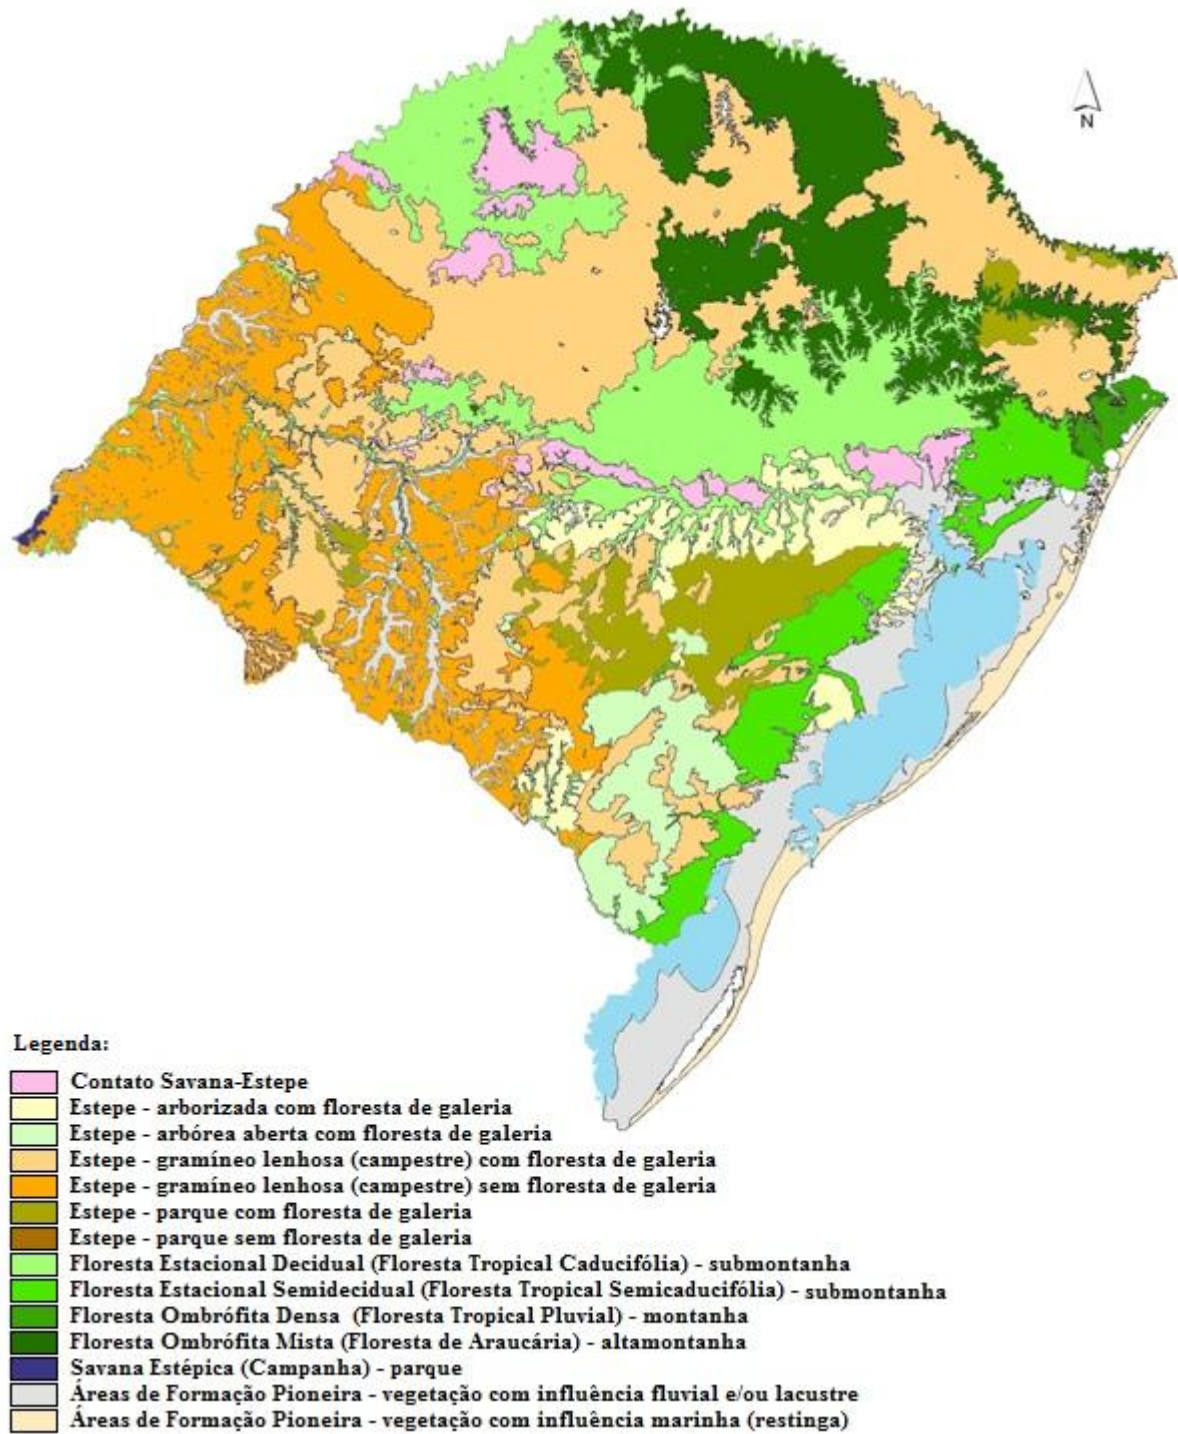 N
Legenda:
Contato Savana-Estepe
Estepe - arborizada com floresta de galeria
Estepe - arbórea aberta com floresta de galeria
Estepe - gramíneo lenhosa (campestre) com floresta de galeria
Estepe - gramíneo lenhosa (campestre) sem floresta de galeria
Estepe - parque com floresta de galeria
Estepe - parque sem floresta de galeria
Floresta Estacional Decidual (Floresta Tropical Caducifólia) - submontanha
Floresta Estacional Semidecidual (Floresta Tropical Semicaducifólia) - submontanha
Floresta Ombrófita Densa (Floresta Tropical Pluvial) - montanha
Floresta Ombrófita Mista (Floresta de Araucária) - altamontanha
Savana Estépica (Campanha) - parque
Áreas de Formação Pioneira - vegetação com influência fluvial e/ou lacustre
Áreas de Formação Pioneira - vegetação com influência marinha (restinga)